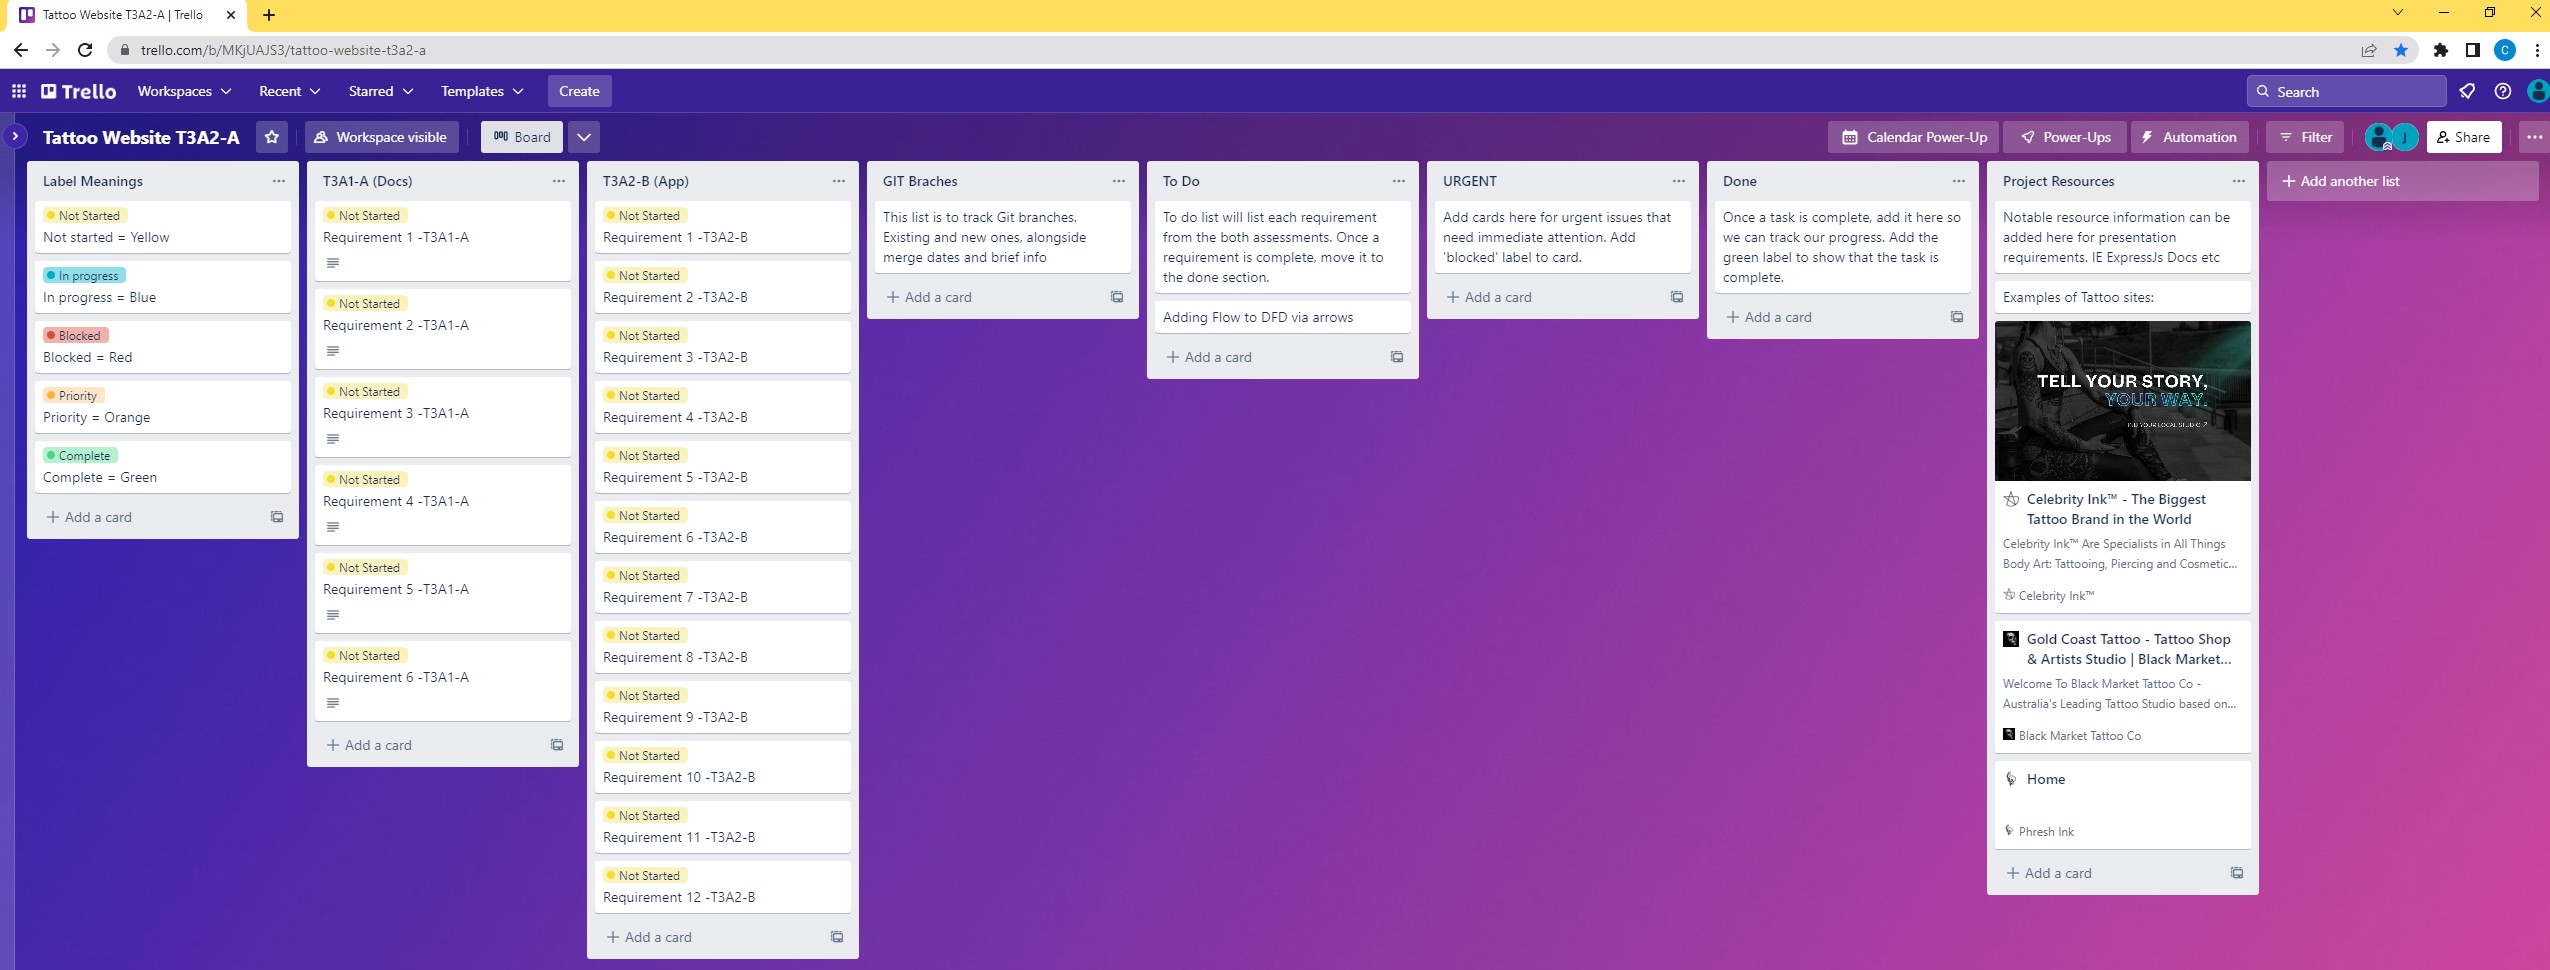 Tattoo Website T3A2-A | Trello
trello.com/b/MKjUAJS3/tattoo-website-t3a2-a
C
Trello
Workspaces
Recent
Starred
Templates
Create
Search
Tattoo Website T3A2-A
Workspace visible
Board
Calendar Power-Up
Power-Ups
Automation
Filter
J
Share
Label Meanings
Not Started
Not started = Yellow
In progress
In progress = Blue
Blocked
Blocked = Red
Priority
Priority = Orange
Complete
Complete = Green
+ Add a card
T3A1-A (Docs)
Not Started
Requirement 1 -T3A1-A
Not Started
Requirement 2 -T3A1-A
Not Started
Requirement 3 -T3A1-A
Not Started
Requirement 4 -T3A1-A
Not Started
Requirement 5 -T3A1-A
Not Started
Requirement 6 -T3A1-A
+ Add a card
T3A2-B (App)
Not Started
Requirement 1 -T3A2-B
Not Started
Requirement 2 -T3A2-B
Not Started
Requirement 3 -T3A2-B
Not Started
Requirement 4 -T3A2-B
Not Started
Requirement 5 -T3A2-B
Not Started
Requirement 6 -T3A2-B
Not Started
Requirement 7 -T3A2-B
Not Started
Requirement 8 -T3A2-B
Not Started
Requirement 9 -T3A2-B
Not Started
Requirement 10 -T3A2-B
Not Started
Requirement 11 -T3A2-B
Not Started
Requirement 12 -T3A2-B
+ Add a card
GIT Braches
This list is to track Git branches.
Existing and new ones, alongside
merge dates and brief info
+ Add a card
To Do
To do list will list each requirement
from the both assessments. Once a
requirement is complete, move it to
the done section.
Adding Flow to DFD via arrows
+ Add a card
URGENT
Add cards here for urgent issues that
need immediate attention. Add
'blocked' label to card.
+ Add a card
Done
Once a task is complete, add it here so
we can track our progress. Add the
green label to show that the task is
complete.
+ Add a card
Project Resources
Notable resource information can be
added here for presentation
requirements. IE ExpressJs Docs etc
Examples of Tattoo sites:
TELL YOUR STORY,
YOUR WAY.
FIND YOUR LOCAL STUDIO
Celebrity Ink™ - The Biggest
Tattoo Brand in the World
Celebrity Ink™ Are Specialists in All Things
Body Art: Tattooing, Piercing and Cosmetic...
Celebrity Ink™
Gold Coast Tattoo - Tattoo Shop
& Artists Studio | Black Market...
Welcome To Black Market Tattoo Co -
Australia's Leading Tattoo Studio based on...
Black Market Tattoo Co
Home
Phresh Ink
+ Add a card
+ Add another list